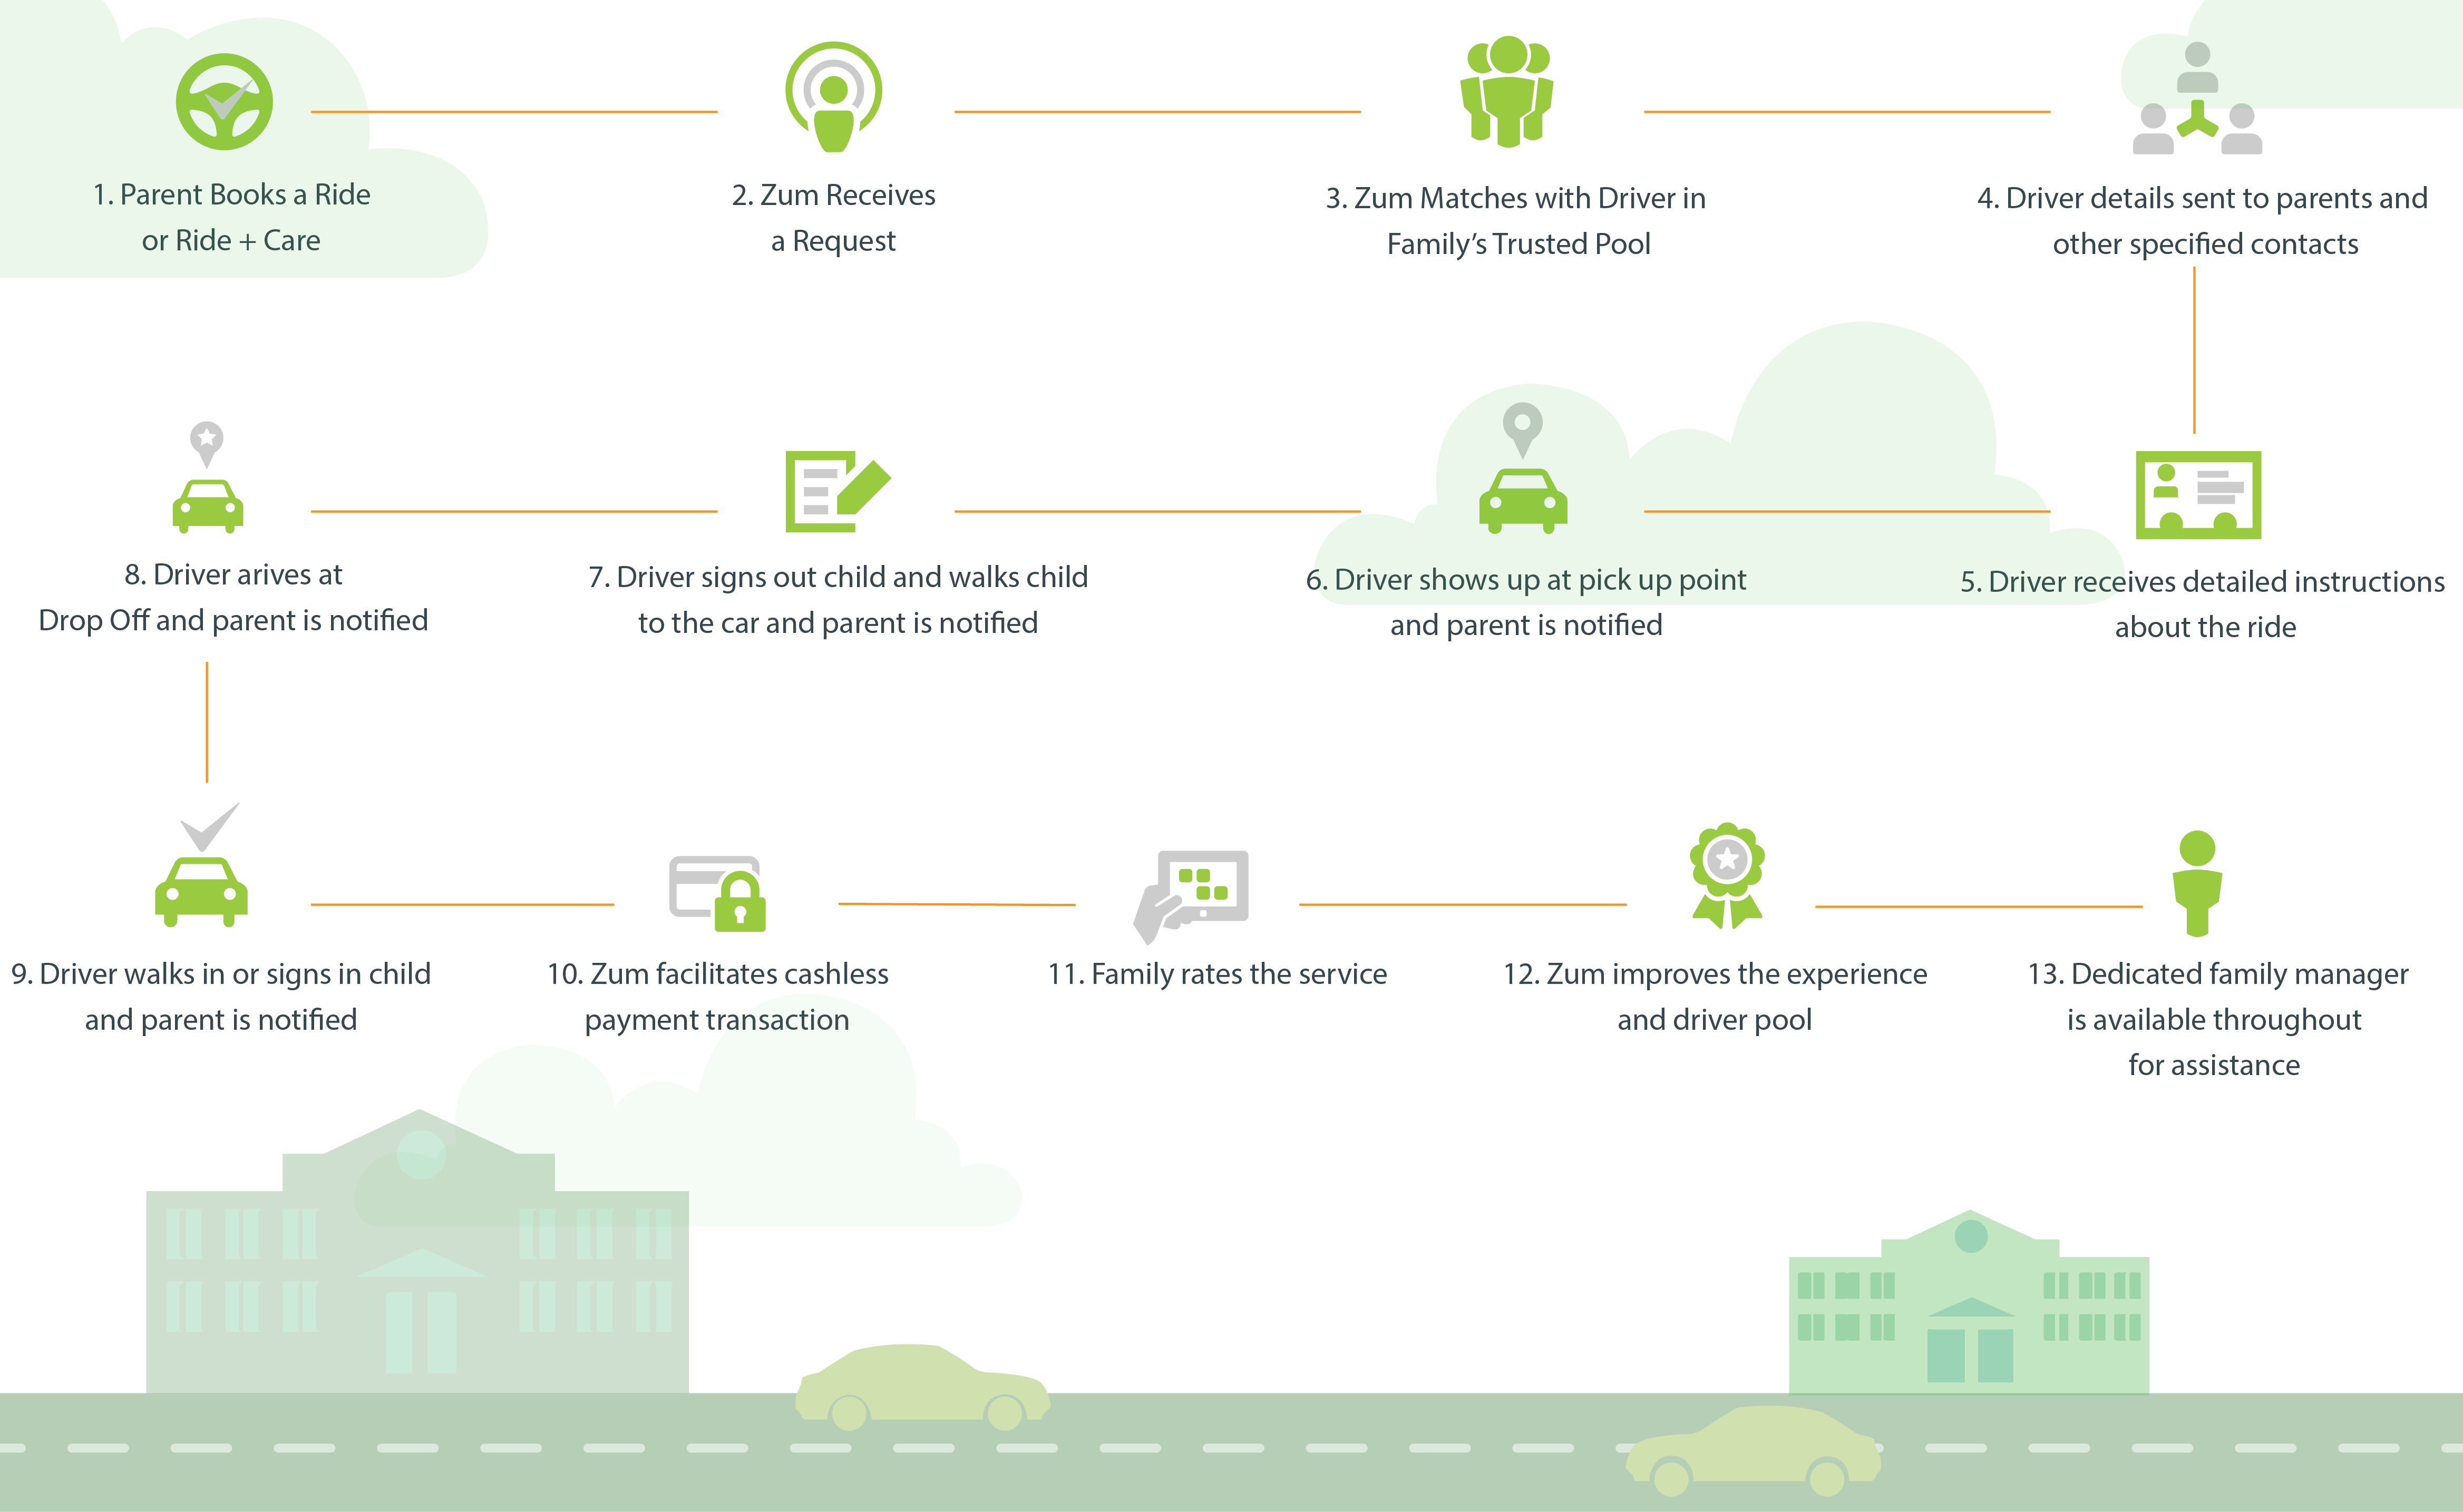 1. Parent Books a Ride
or Ride + Care
2. Zum Receives
a Request
3. Zum Matches with Driver in
Family's Trusted Pool
4. Driver details sent to parents and
other specified contacts
5. Driver receives detailed instructions
about the ride
6. Driver shows up at pick up point
and parent is notified
7. Driver signs out child and walks child
to the car and parent is notified
8. Driver arives at
Drop Off and parent is notified
9. Driver walks in or signs in child
and parent is notified
10. Zum facilitates cashless
payment transaction
11. Family rates the service
12. Zum improves the experience
and driver pool
13. Dedicated family manager
is available throughout
for assistance